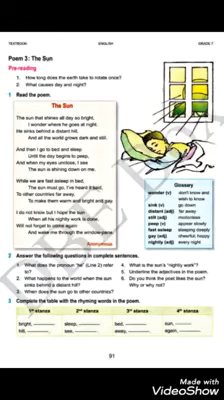 TEXTBOOK ENGLISH GRADE 7
Poem 3: The Sun
Pre-reading
1. How long does the earth take to rotate once?
2. What causes day and night?
1 Read the poem.
The Sun
The sun that shines all day so bright,
I wonder where he goes at night.
He sinks behind a distant hill,
And all the world grows dark and still.
And then I go to bed and sleep
Until the day begins to peep.
And when my eyes unclose, I see
The sun is shining down on me.
While we are fast asleep in bed,
The sun must go, I've heard it said,
To other countries far away,
To make them warm and bright and gay.
I do not know but I hope the sun
When all his nightly work is done,
Will not forget to come again
And wake me through the window-pane.
Anonymous
Glossary
wonder (v) don't know and wish to know
sink (v) go down
distant (adj) far away
still (adj) motionless
peep (v) appear slowly
fast asleep sleeping deeply
gay (adj) cheerful, happy
nightly (adj) every night
2 Answer the following questions in complete sentences.
1. What does the pronoun "he" (Line 2) refer to?
2. What happens to the world when the sun sinks behind a distant hill?
3. When does the sun go to other countries?
4. What is the sun's "nightly work"?
5. Underline the adjectives in the poem.
6. Do you think the poet likes the sun? Why or why not?
3 Complete the table with the rhyming words in the poem.
1st stanza 2nd stanza 3rd stanza 4th stanza
bright, sleep, bed, sun,
hill, see, away, again,
91
Made with
VideoShow